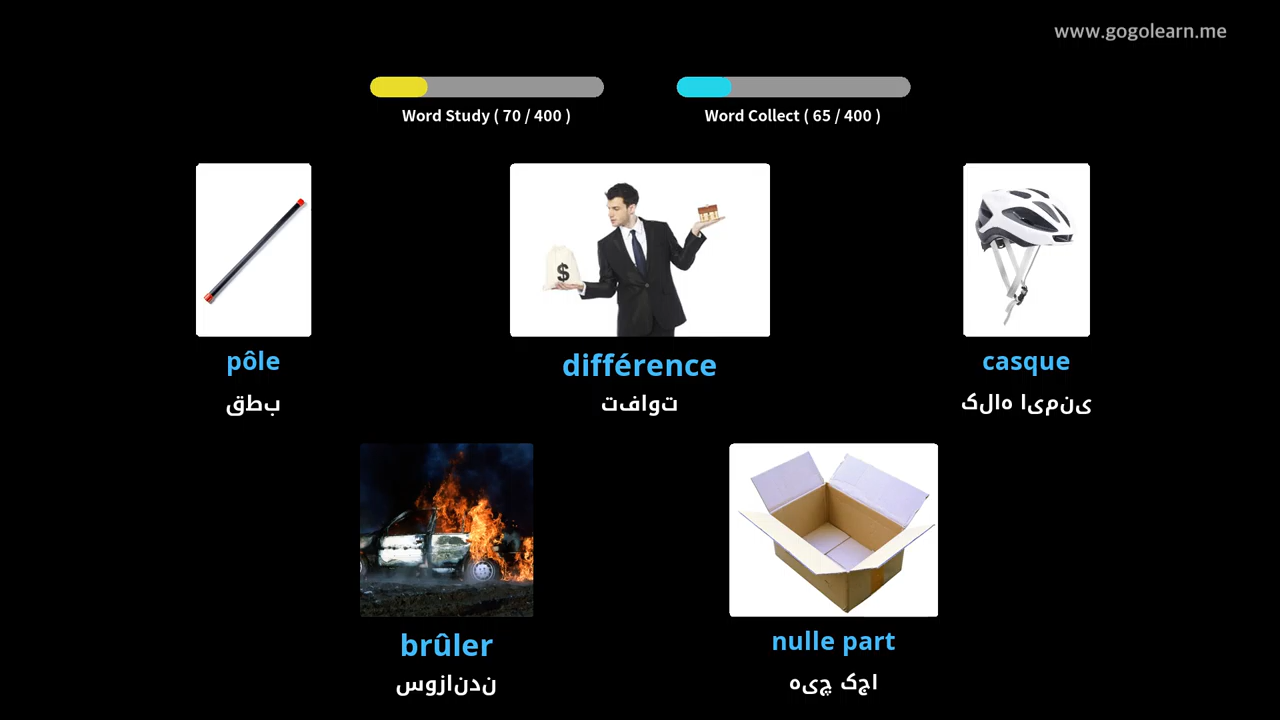 www.gogolearn.me
Word Study ( 70 / 400 )
Word Collect ( 65 / 400 )
pôle
قطب
différence
تفاوت
casque
کلاه ایمنی
brûler
سوزاندن
nulle part
هیچ کجا